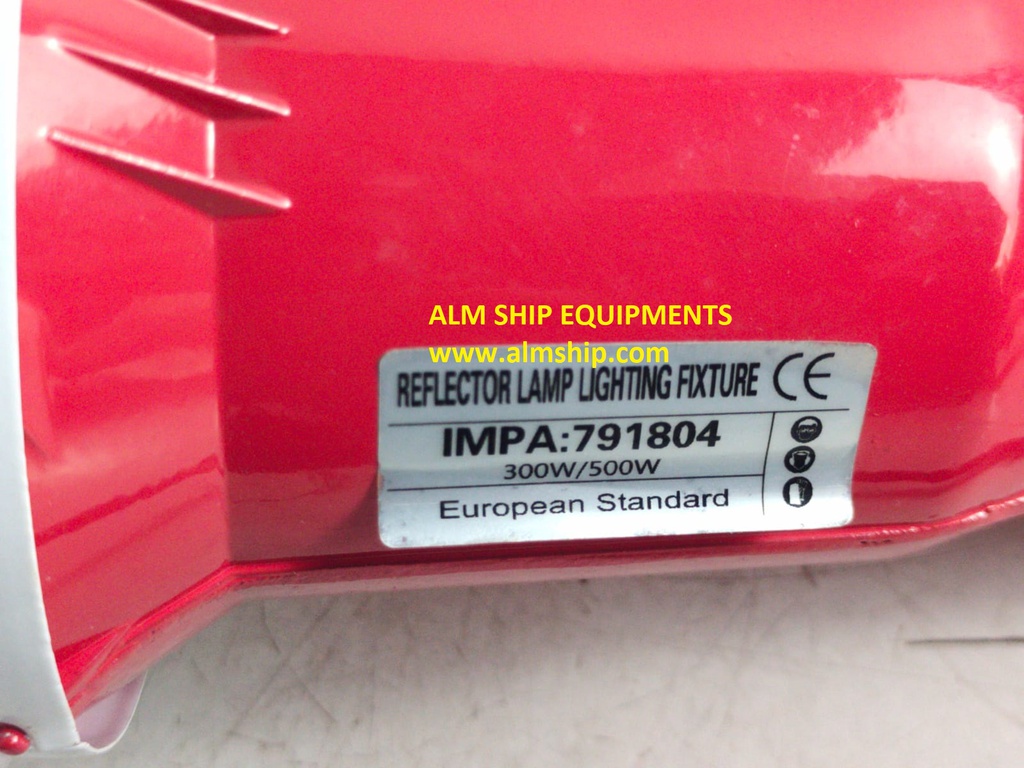 ALM SHIP EQUIPMENTS
www.almship.com
REFLECTOR LAMP LIGHTING FIXTURE CE
IMPA:791804
300W/500W
European Standard